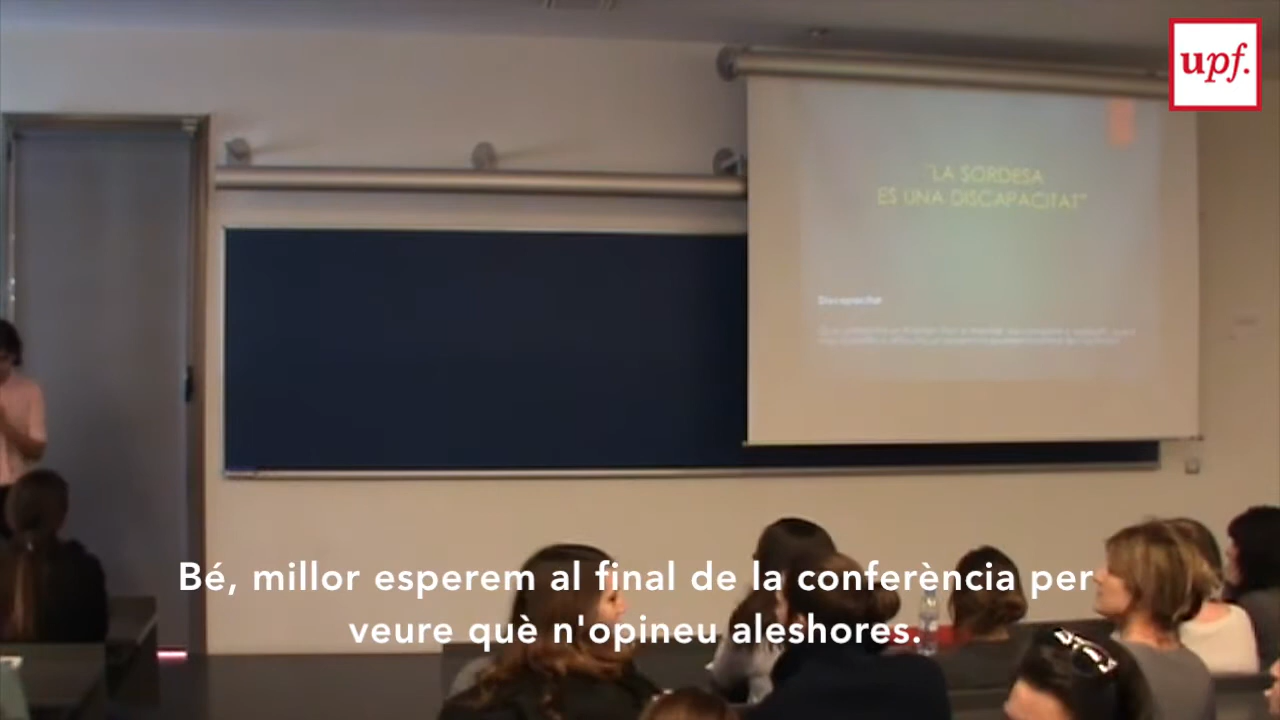 upf.
"LA SORDESA
ES UNA DISCAPACITAT"
Discapacitat
Bé, millor esperem al final de la conferència per
veure què n'opineu aleshores.